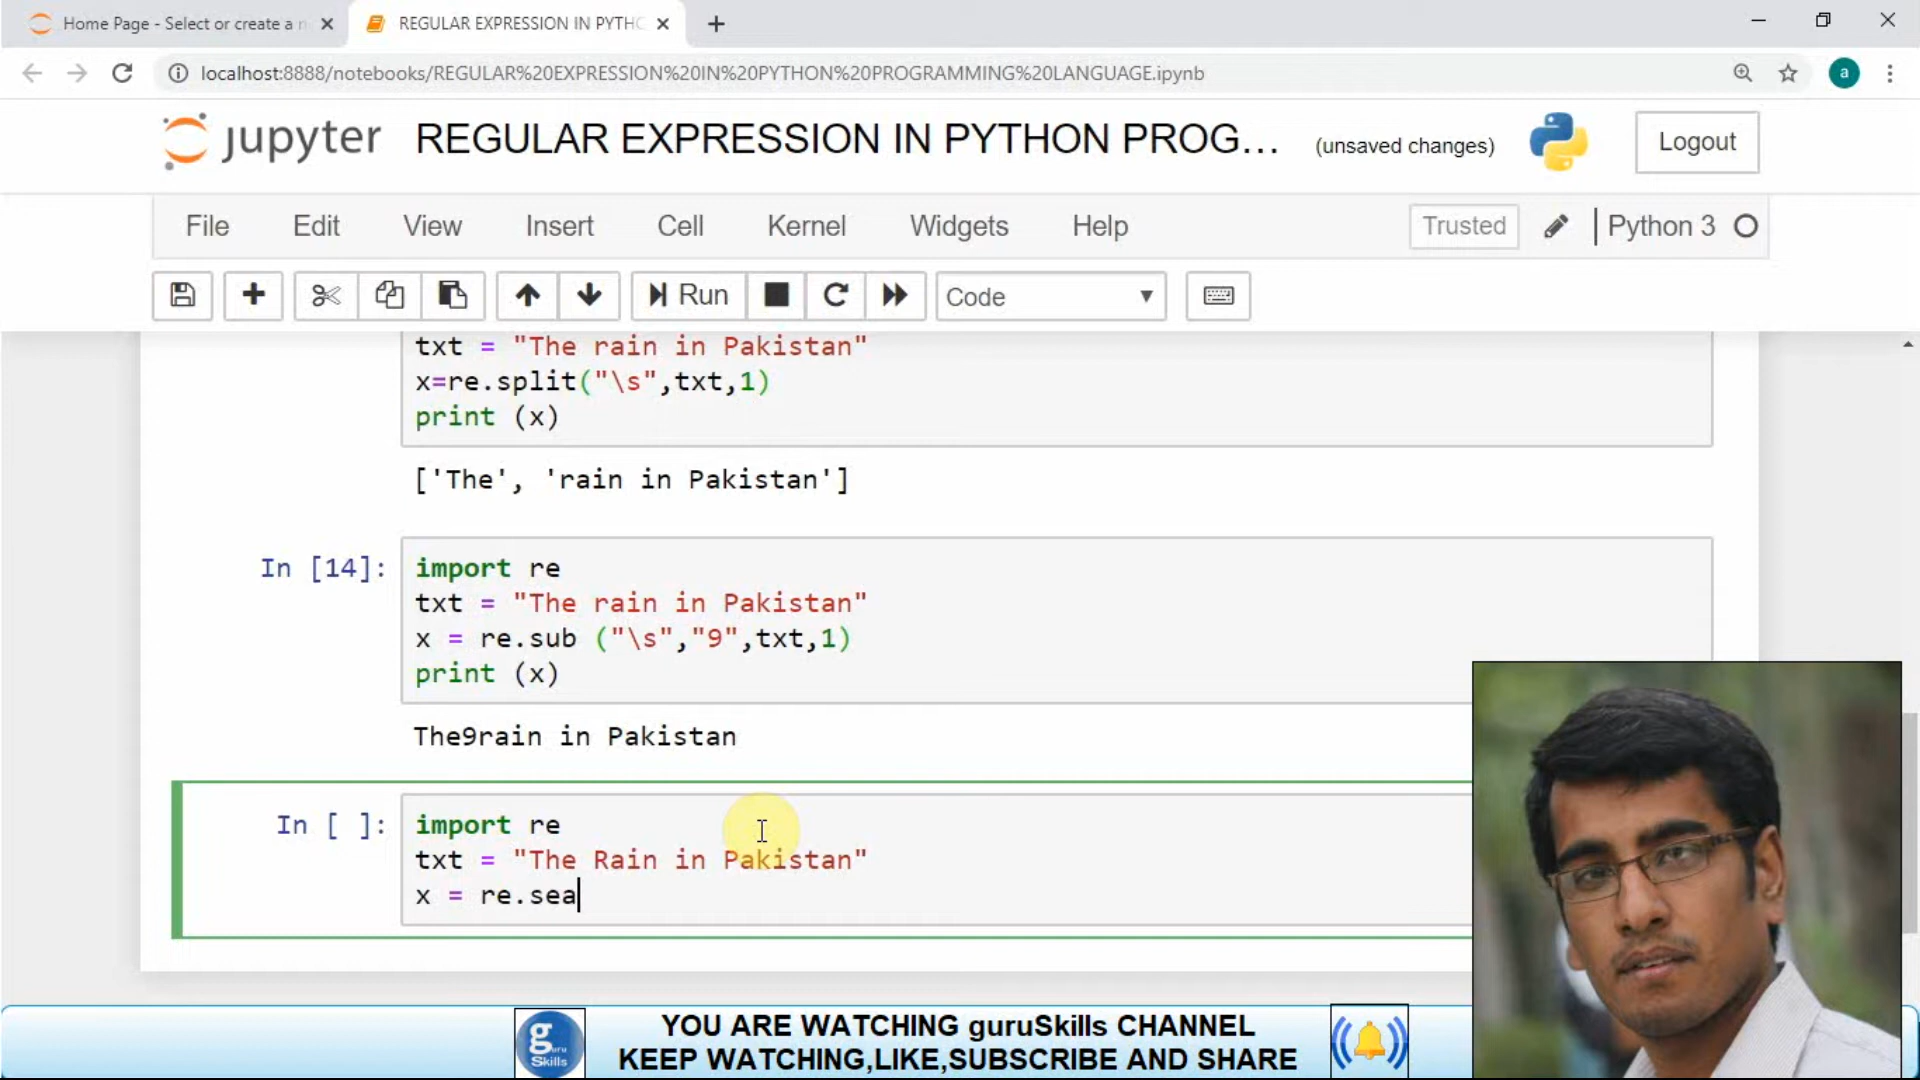 Home Page - Select or create a n
REGULAR EXPRESSION IN PYTHO
localhost:8888/notebooks/REGULAR%20EXPRESSION%20IN%20PYTHON%20PROGRAMMING%20LANGUAGE.ipynb
a
jupyter REGULAR EXPRESSION IN PYTHON PROG... (unsaved changes) Logout
File Edit View Insert Cell Kernel Widgets Help Trusted Python 3
Run Code
txt = "The rain in Pakistan"
x=re.split("\s",txt,1)
print (x)
['The', 'rain in Pakistan']
In [14]: import re
txt = "The rain in Pakistan"
x = re.sub ("\s","9",txt,1)
print (x)
The9rain in Pakistan
In [ ]: import re
txt = "The Rain in Pakistan"
x = re.sea
guru Skills
YOU ARE WATCHING guruSkills CHANNEL
KEEP WATCHING,LIKE,SUBSCRIBE AND SHARE